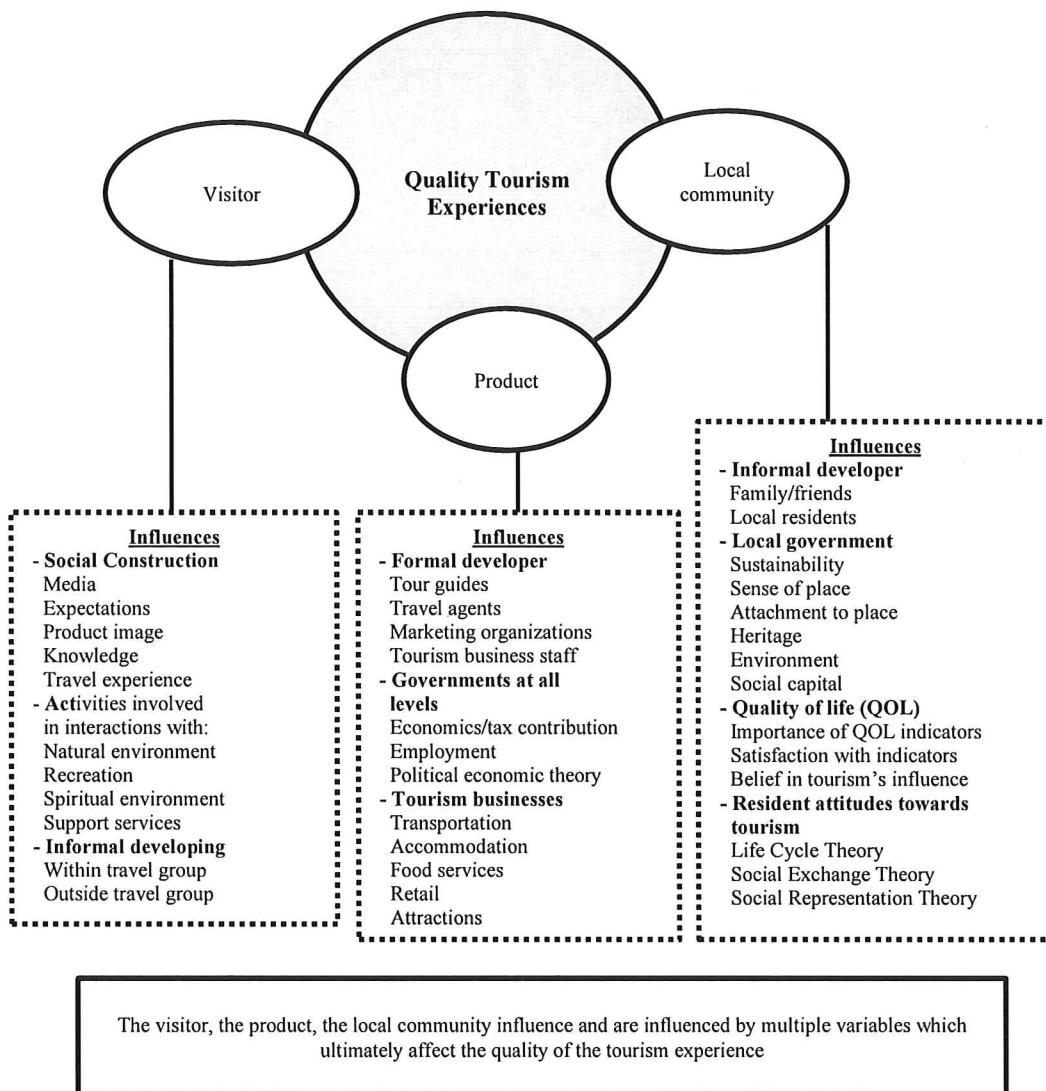 Quality Tourism
Experiences
Visitor
Local
community
Product
Influences
- Social Construction
Media
Expectations
Product image
Knowledge
Travel experience
- Activities involved
in interactions with:
Natural environment
Recreation
Spiritual environment
Support services
- Informal developing
Within travel group
Outside travel group
Influences
- Formal developer
Tour guides
Travel agents
Marketing organizations
Tourism business staff
- Governments at all
levels
Economics/tax contribution
Employment
Political economic theory
- Tourism businesses
Transportation
Accommodation
Food services
Retail
Attractions
Influences
- Informal developer
Family/friends
Local residents
- Local government
Sustainability
Sense of place
Attachment to place
Heritage
Environment
Social capital
- Quality of life (QOL)
Importance of QOL indicators
Satisfaction with indicators
Belief in tourism's influence
- Resident attitudes towards
tourism
Life Cycle Theory
Social Exchange Theory
Social Representation Theory
The visitor, the product, the local community influence and are influenced by multiple variables which
ultimately affect the quality of the tourism experience